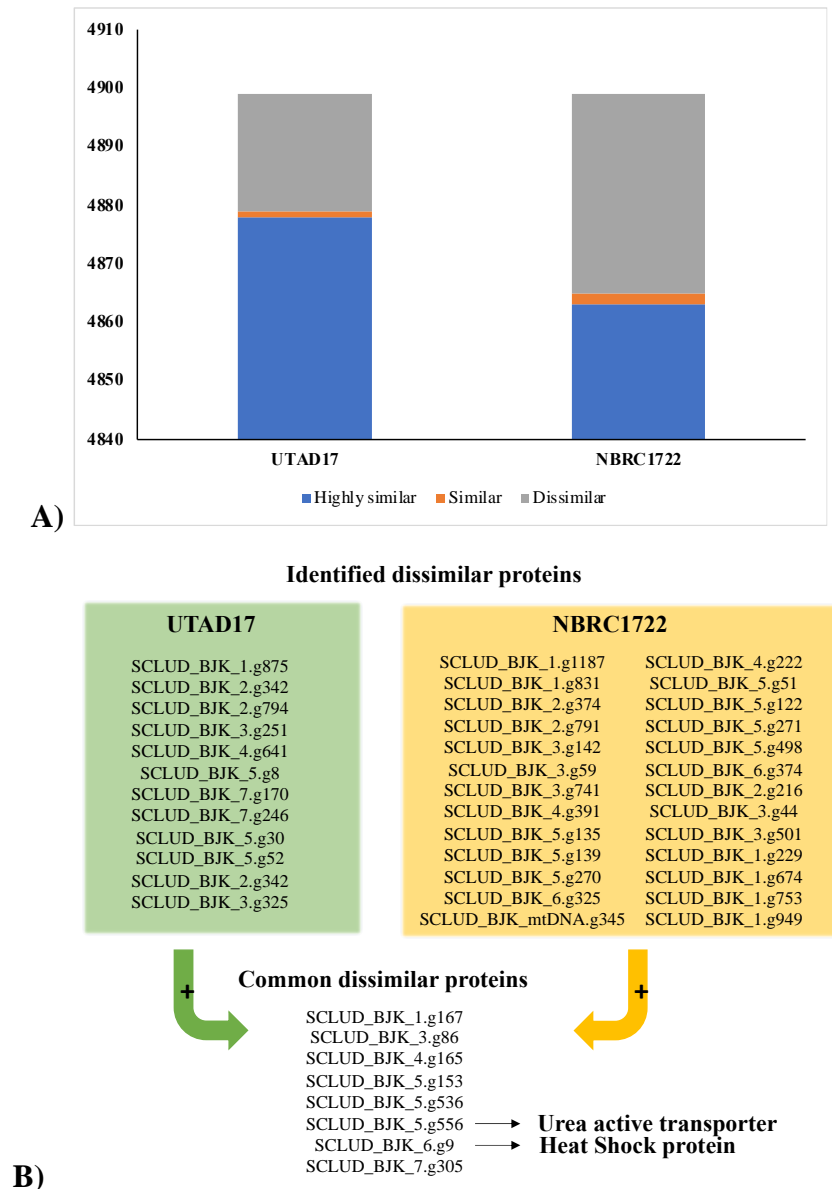 4910
4900
4890
4880
4870
4860
4850
4840
UTAD17 NBRC1722
Highly similar Similar Dissimilar
A)
Identified dissimilar proteins
UTAD17
SCLUD_BJK_1.g875
SCLUD_BJK_2.g342
SCLUD_BJK_2.g794
SCLUD_BJK_3.g251
SCLUD_BJK_4.g641
SCLUD_BJK_5.g8
SCLUD_BJK_7.g170
SCLUD_BJK_7.g246
SCLUD_BJK_5.g30
SCLUD_BJK_5.g52
SCLUD_BJK_2.g342
SCLUD_BJK_3.g325
NBRC1722
SCLUD_BJK_1.g1187
SCLUD_BJK_1.g831
SCLUD_BJK_2.g374
SCLUD_BJK_2.g791
SCLUD_BJK_3.g142
SCLUD_BJK_3.g59
SCLUD_BJK_3.g741
SCLUD_BJK_4.g391
SCLUD_BJK_5.g135
SCLUD_BJK_5.g139
SCLUD_BJK_5.g270
SCLUD_BJK_6.g325
SCLUD_BJK_mtDNA.g345
SCLUD_BJK_4.g222
SCLUD_BJK_5.g51
SCLUD_BJK_5.g122
SCLUD_BJK_5.g271
SCLUD_BJK_5.g498
SCLUD_BJK_6.g374
SCLUD_BJK_2.g216
SCLUD_BJK_3.g44
SCLUD_BJK_3.g501
SCLUD_BJK_1.g229
SCLUD_BJK_1.g674
SCLUD_BJK_1.g753
SCLUD_BJK_1.g949
+ +
Common dissimilar proteins
SCLUD_BJK_1.g167
SCLUD_BJK_3.g86
SCLUD_BJK_4.g165
SCLUD_BJK_5.g153
SCLUD_BJK_5.g536
SCLUD_BJK_5.g556 Urea active transporter
SCLUD_BJK_6.g9 Heat Shock protein
SCLUD_BJK_7.g305
B)